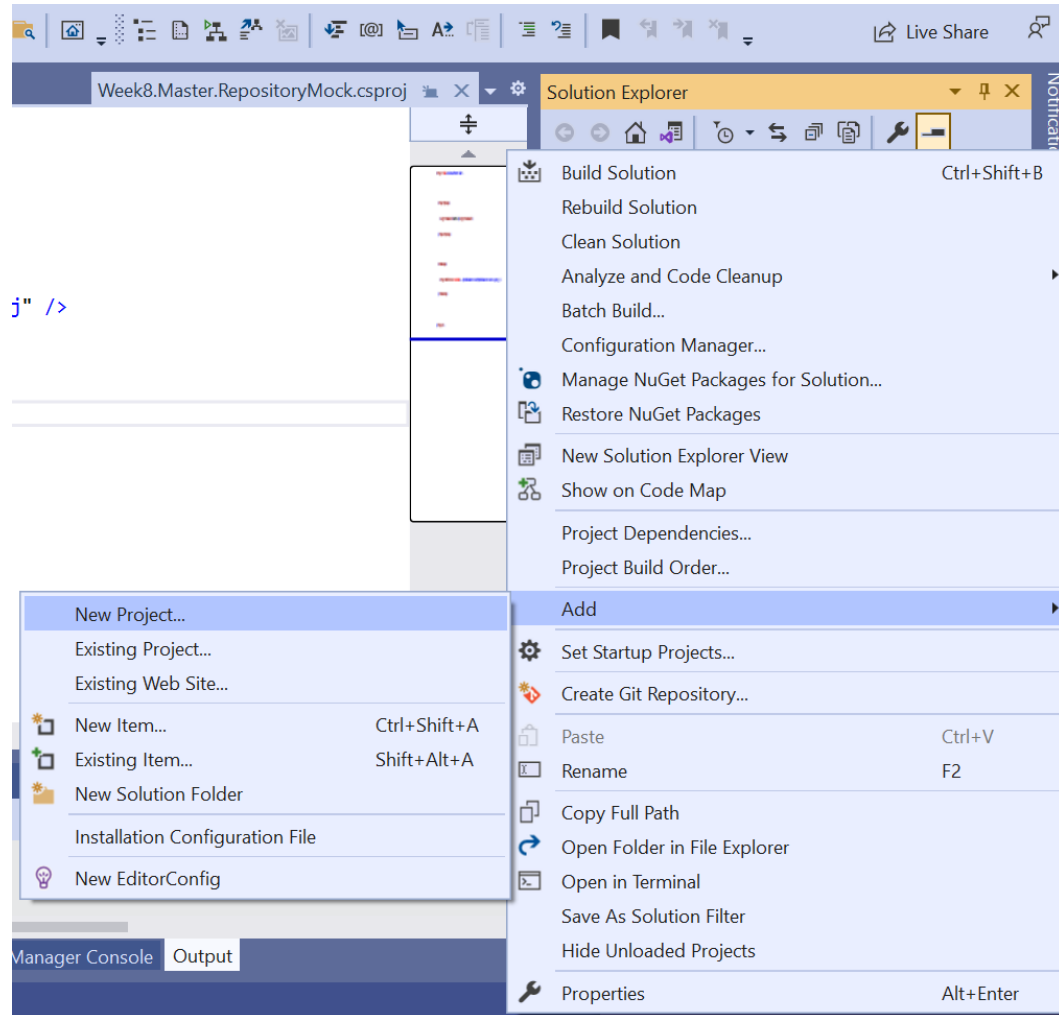 Live Share
Week8.Master.RepositoryMock.csproj
Solution Explorer
j" />
Build Solution Ctrl+Shift+B
Rebuild Solution
Clean Solution
Analyze and Code Cleanup
Batch Build...
Configuration Manager...
Manage NuGet Packages for Solution...
Restore NuGet Packages
New Solution Explorer View
Show on Code Map
Project Dependencies...
Project Build Order...
Add
Set Startup Projects...
Create Git Repository...
Paste Ctrl+V
Rename F2
Copy Full Path
Open Folder in File Explorer
Open in Terminal
Save As Solution Filter
Hide Unloaded Projects
Properties Alt+Enter
New Project...
Existing Project...
Existing Web Site...
New Item... Ctrl+Shift+A
Existing Item... Shift+Alt+A
New Solution Folder
Installation Configuration File
New EditorConfig
Manager Console Output